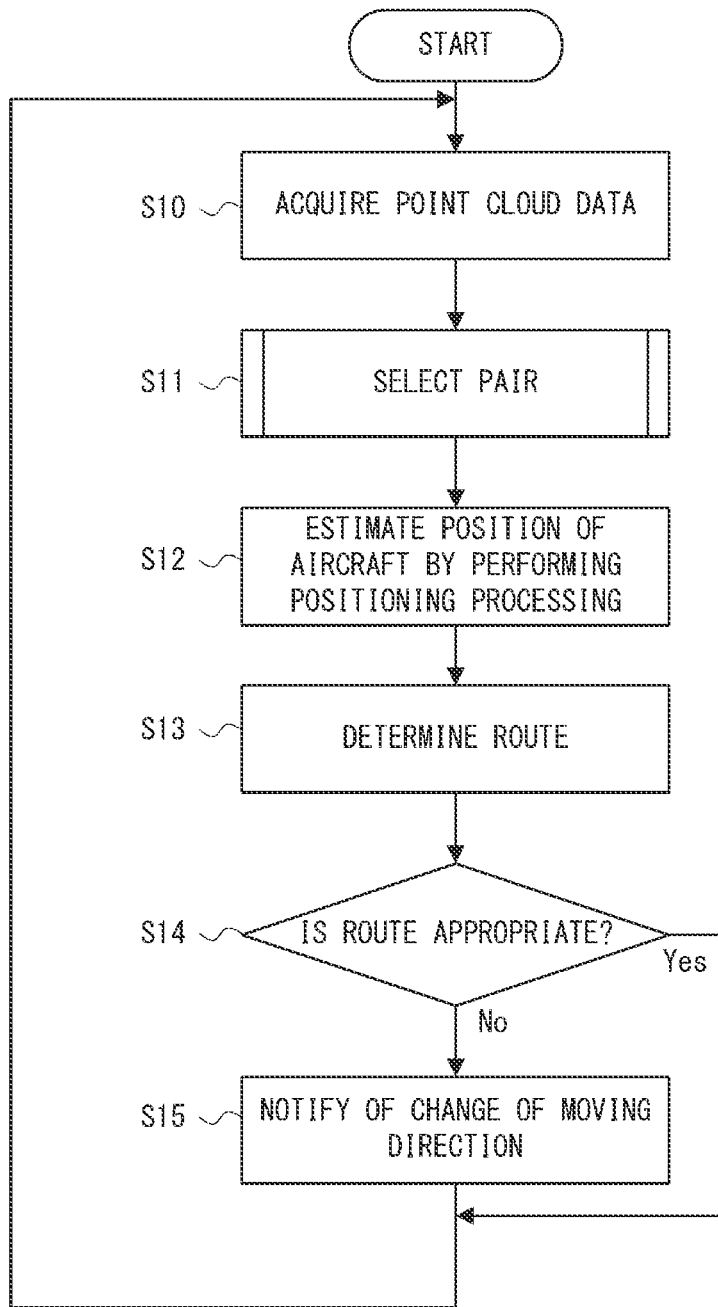 START
S10
ACQUIRE POINT CLOUD DATA
S11
SELECT PAIR
S12
ESTIMATE POSITION OF
AIRCRAFT BY PERFORMING
POSITIONING PROCESSING
S13
DETERMINE ROUTE
S14
IS ROUTE APPROPRIATE?
Yes
No
S15
NOTIFY OF CHANGE OF MOVING
DIRECTION